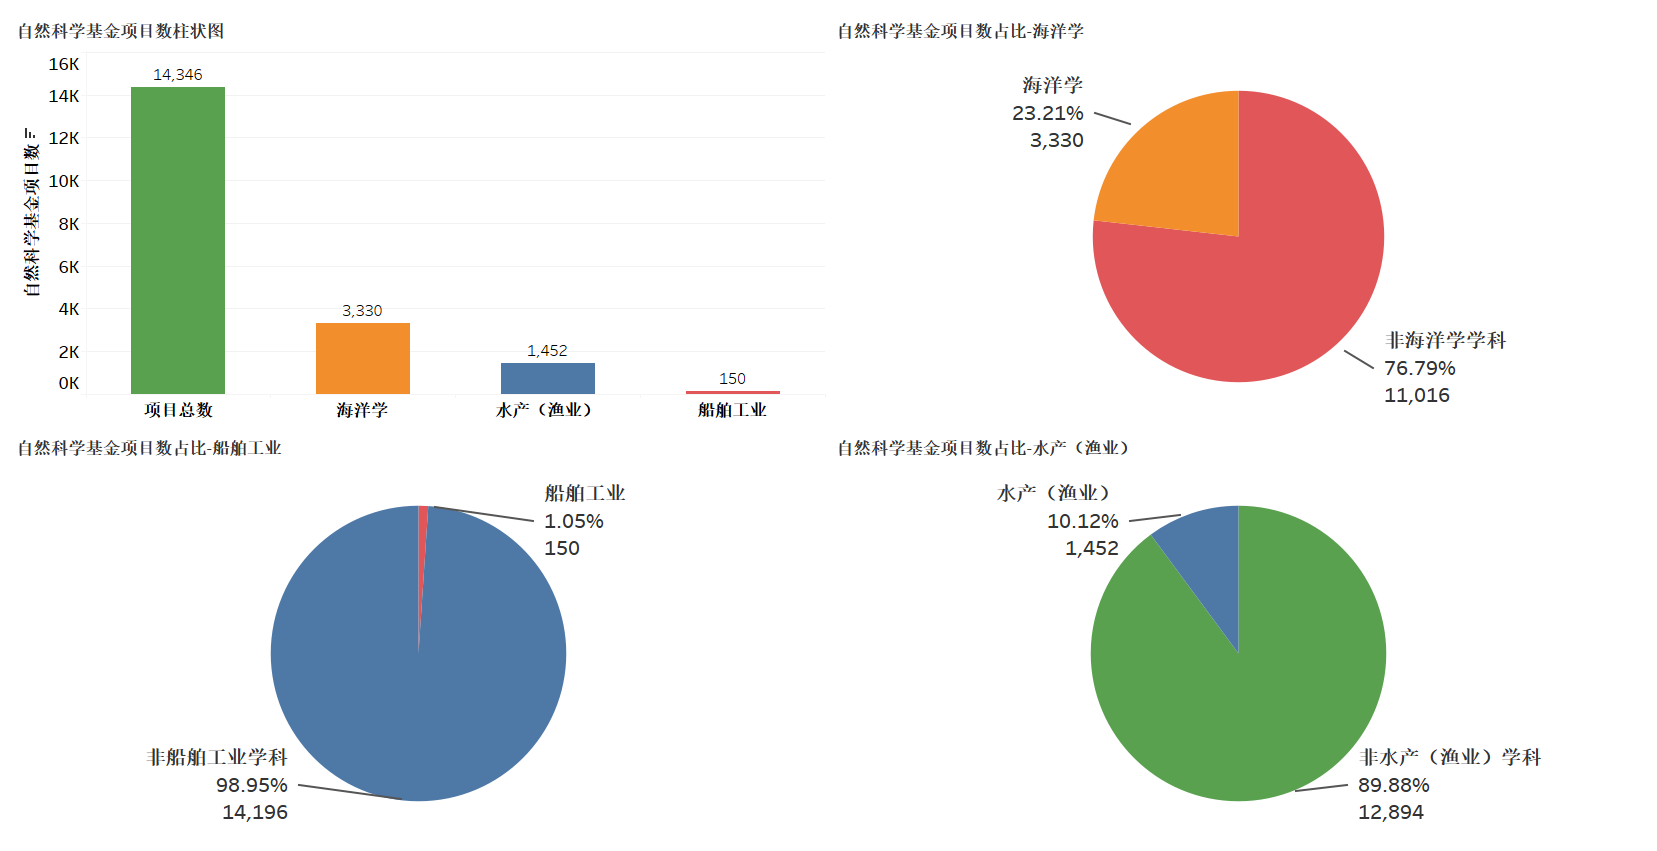 自然科学基金项目数柱状图
自然科学基金项目数
16K
14K
12K
10K
8K
6K
4K
2K
0K
14,346
3,330
1,452
150
项目总数
海洋学
水产（渔业）
船舶工业
自然科学基金项目数占比-海洋学
海洋学
23.21%
3,330
非海洋学学科
76.79%
11,016
自然科学基金项目数占比-船舶工业
船舶工业
1.05%
150
非船舶工业学科
98.95%
14,196
自然科学基金项目数占比-水产（渔业）
水产（渔业）
10.12%
1,452
非水产（渔业）学科
89.88%
12,894